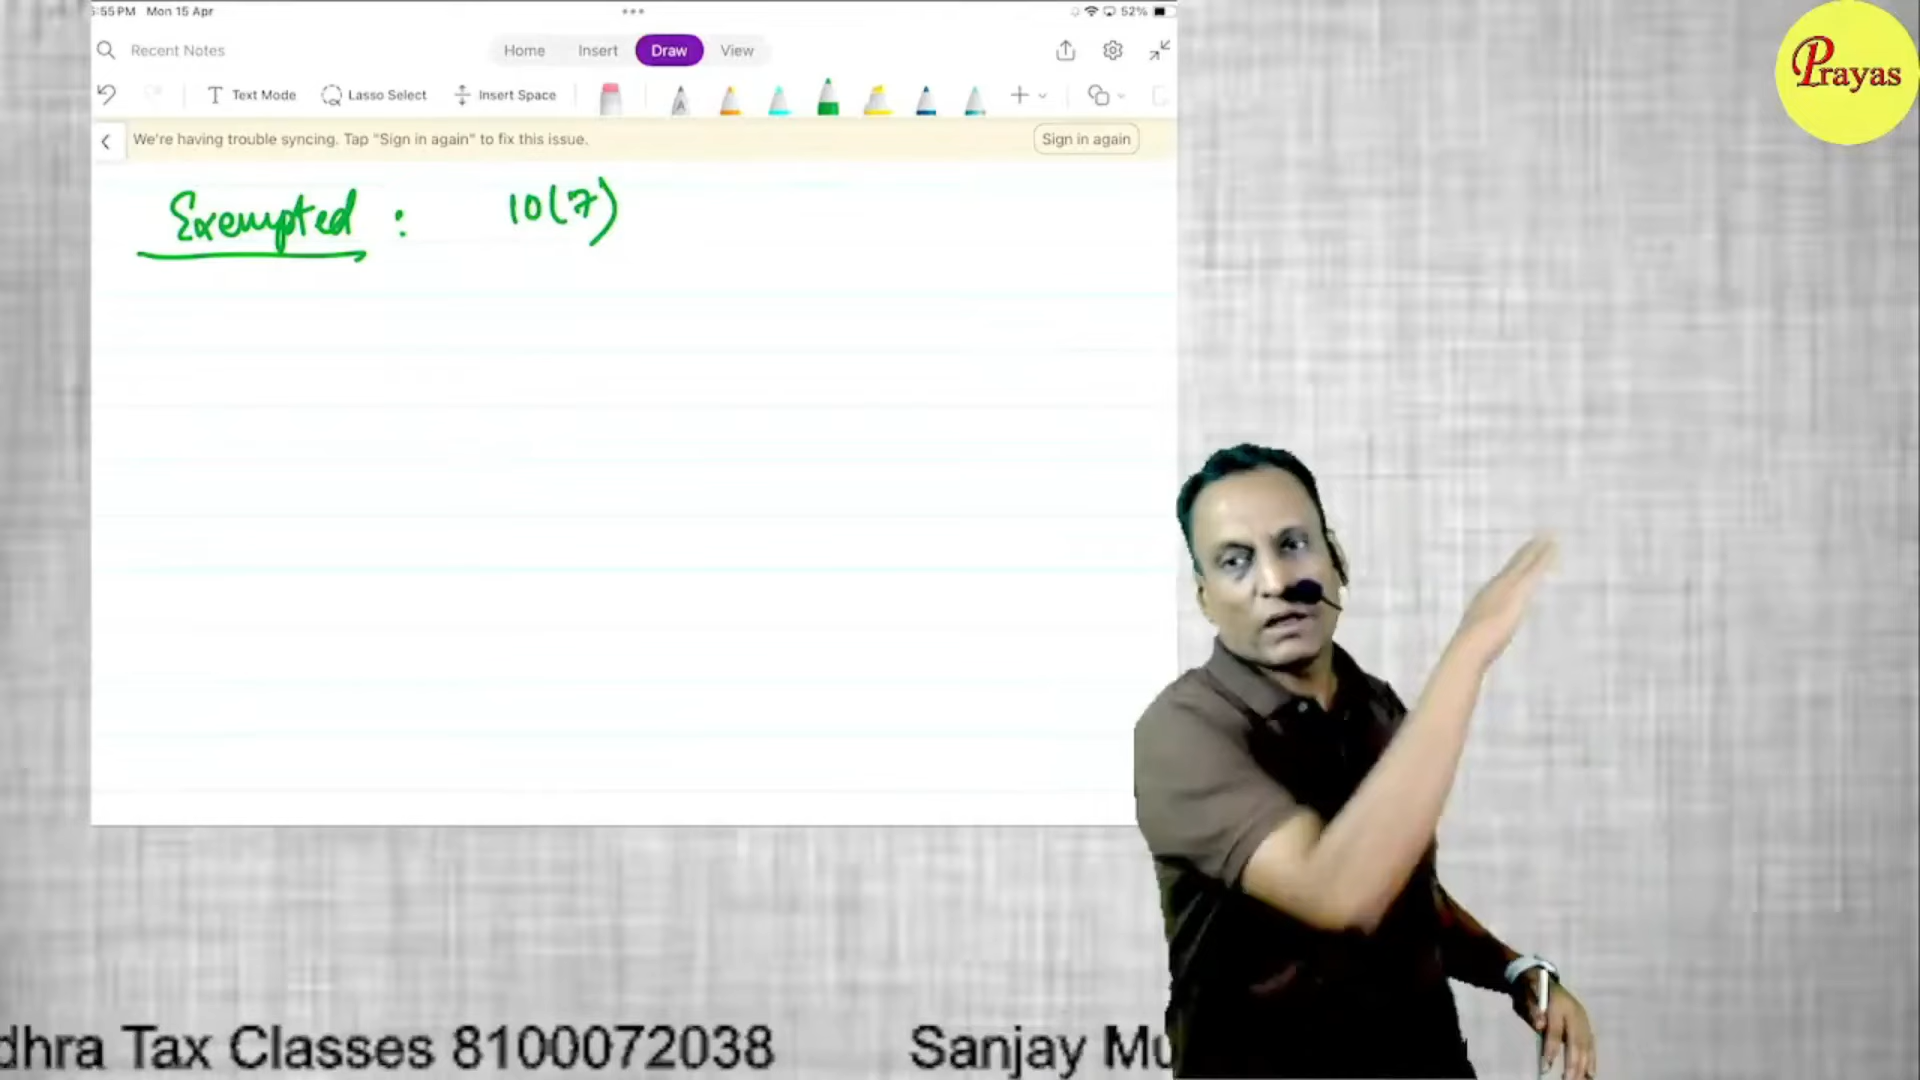 :55 PM Mon 15 Apr
52%
Recent Notes
Home Insert Draw View
Text Mode Lasso Select Insert Space
We're having trouble syncing. Tap "Sign in again" to fix this issue.
Sign in again
Prayas
Exempted : 10(7)
dhra Tax Classes 8100072038 Sanjay Mu